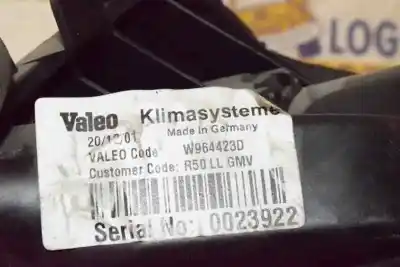 LOG
Valeo Klimasysteme
20/12/01 Made in Germany
VALEO Code W964423D
Customer Code: R50 LL GMV
Serial No: 0023922